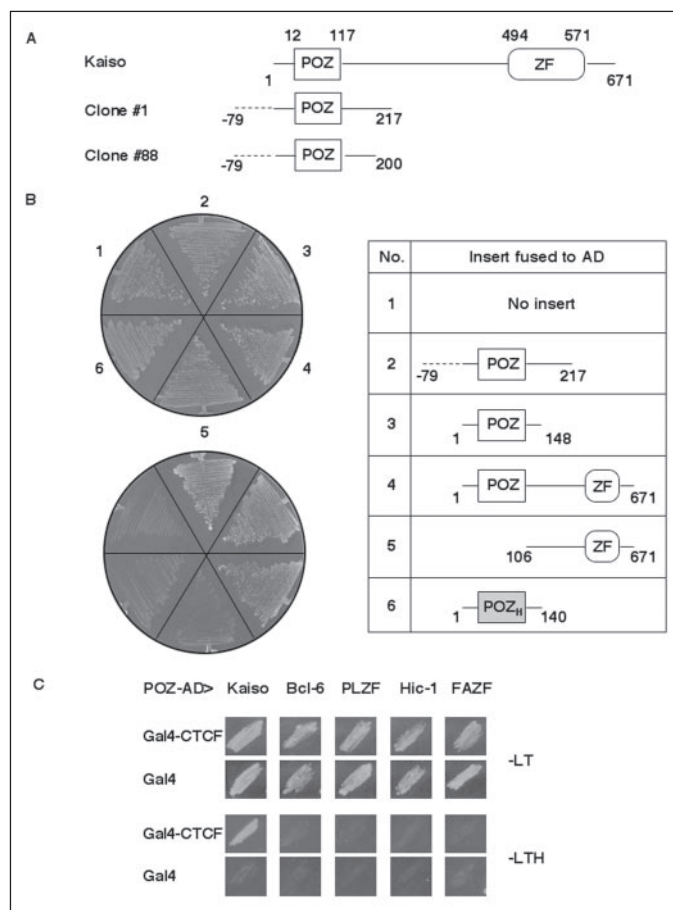 A
12 117 494 571
Kaiso POZ ZF
1 671
Clone #1 POZ
-79 217
Clone #88 POZ
-79 200
B
2
1 3
6 4
5
No. Insert fused to AD
1 No insert
2 POZ
-79 217
3 POZ
1 148
4 POZ ZF
1 671
5 ZF
106 671
6 POZH
1 140
C
POZ-AD> Kaiso Bcl-6 PLZF Hic-1 FAZF
Gal4-CTCF
-LT
Gal4
Gal4-CTCF
-LTH
Gal4